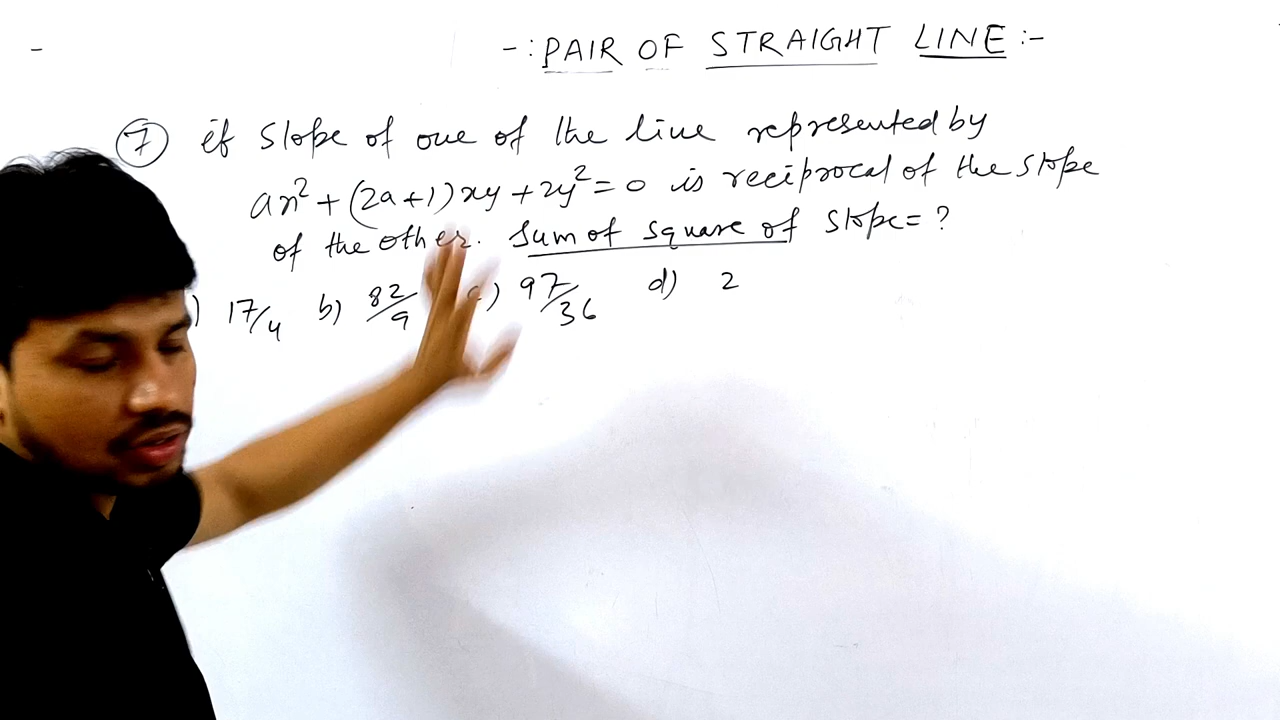 -: PAIR OF STRAIGHT LINE :-
7 if slope of one of the line represented by
ax² + (2a+1)xy + 2y² = 0 is reciprocal of the slope
of the other. Sum of square of slope = ?
) 17/4 b) 82/9 ) 97/36 d) 2